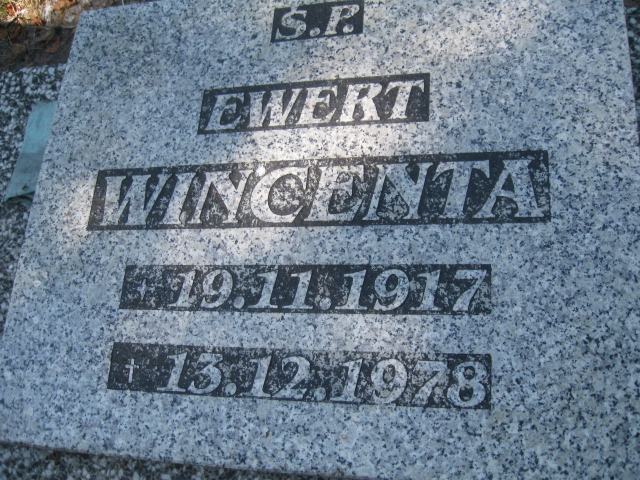 S.P.
EWERT
WINCENTA
19.11.1917
† 13.12.1978